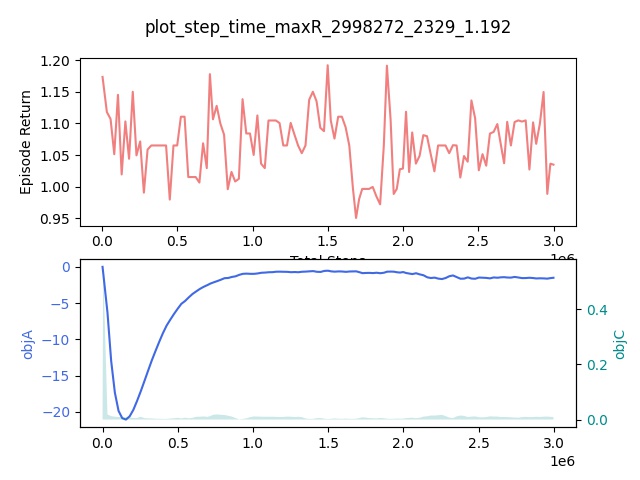 plot_step_time_maxR_2998272_2329_1.192
1.20
1.15
1.10
1.05
1.00
0.95
Episode Return
0.0 0.5 1.0 1.5 2.0 2.5 3.0
Total Steps
1e6
0
−5
−10
−15
−20
objA
0.4
0.2
0.0
objC
0.0 0.5 1.0 1.5 2.0 2.5 3.0
1e6